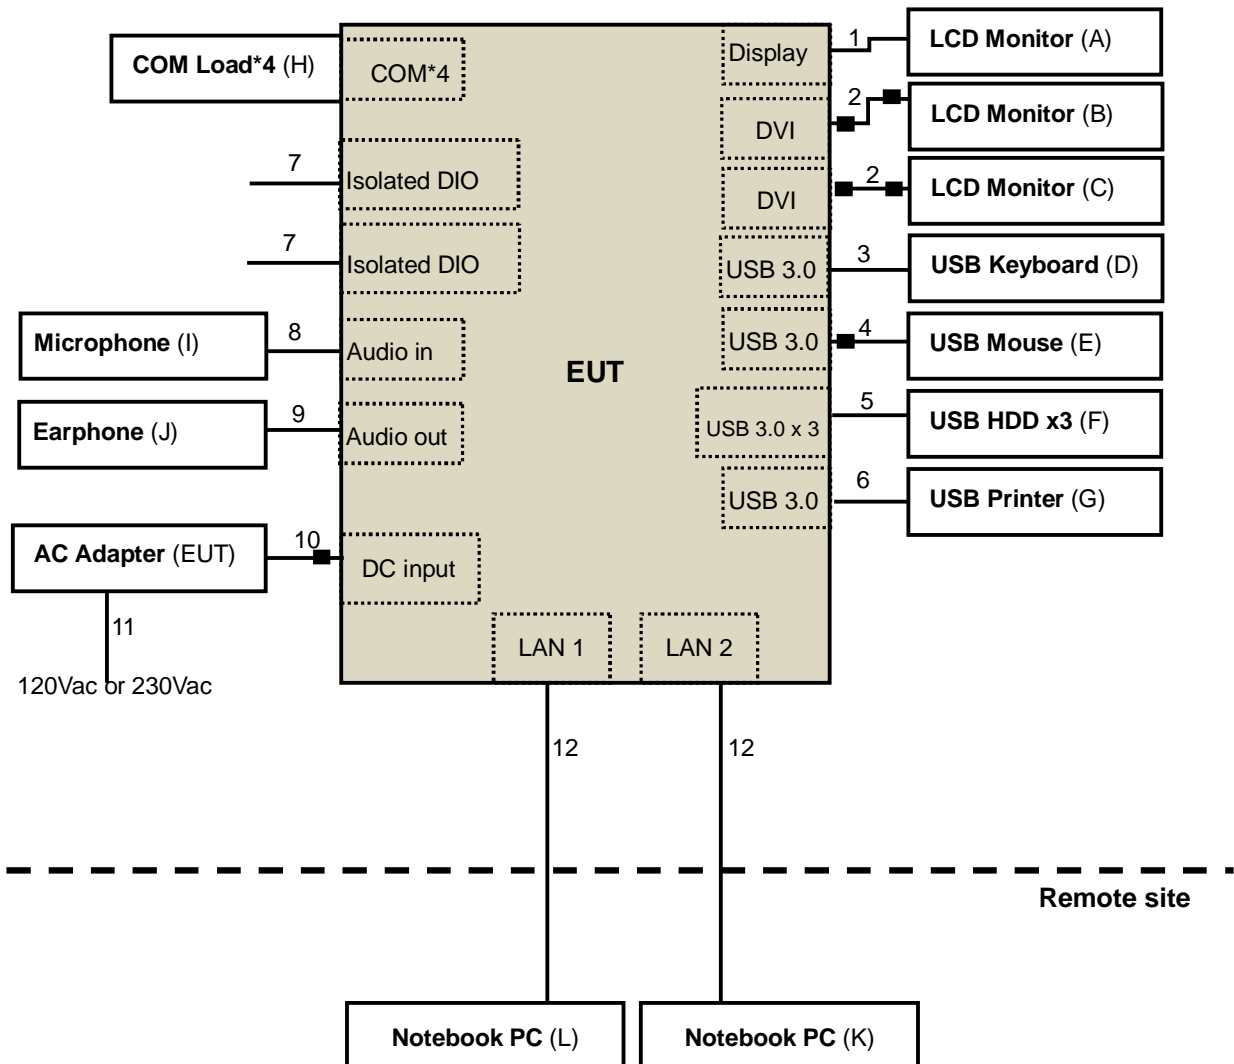 COM Load*4 (H)
COM*4
Display
1
LCD Monitor (A)
2
DVI
LCD Monitor (B)
7
Isolated DIO
DVI
2
LCD Monitor (C)
7
Isolated DIO
USB 3.0
3
USB Keyboard (D)
Microphone (I)
8
Audio in
EUT
USB 3.0
4
USB Mouse (E)
Earphone (J)
9
Audio out
USB 3.0 x 3
5
USB HDD x3 (F)
USB 3.0
6
USB Printer (G)
AC Adapter (EUT)
10
DC input
11
120Vac or 230Vac
LAN 1
LAN 2
12
12
Remote site
Notebook PC (L)
Notebook PC (K)